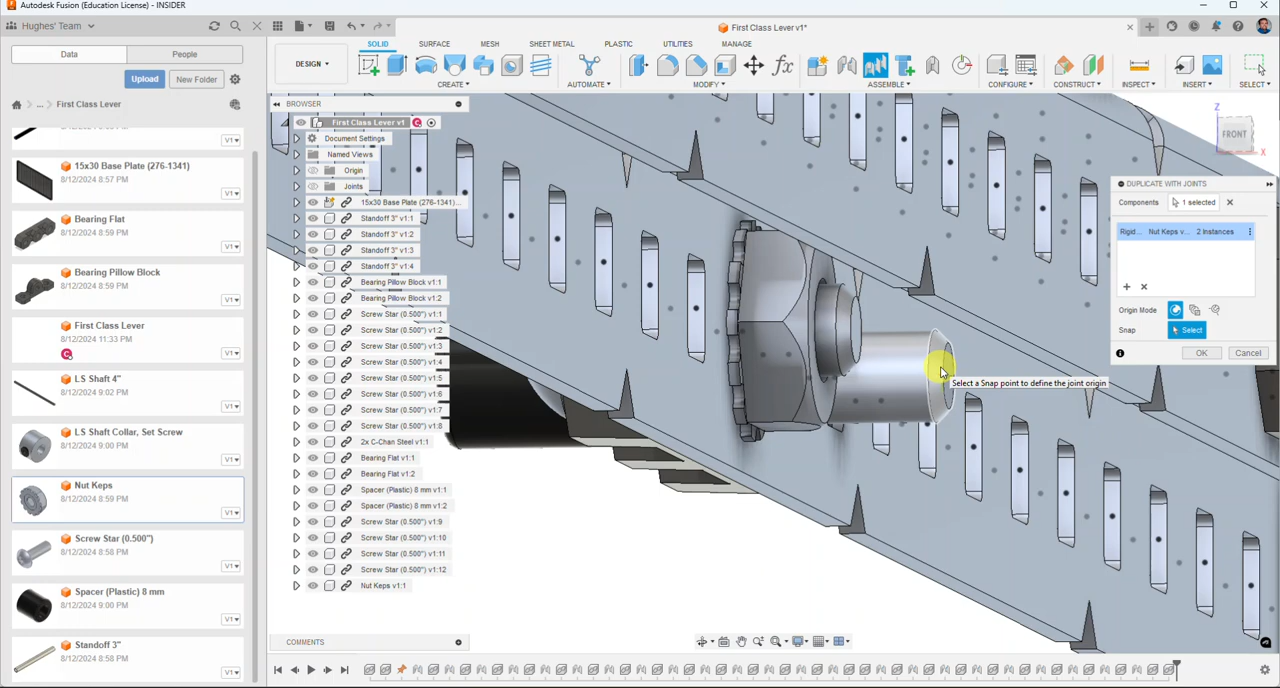 Autodesk Fusion (Education License) - INSIDER
Hughes' Team
First Class Lever v1*
Data
People
Upload
New Folder
... First Class Lever
V1
15x30 Base Plate (276-1341)
8/12/2024 8:57 PM
V1
Bearing Flat
8/12/2024 8:59 PM
V1
Bearing Pillow Block
8/12/2024 8:59 PM
V1
First Class Lever
8/12/2024 11:33 PM
V1
LS Shaft 4"
8/12/2024 9:02 PM
V1
LS Shaft Collar, Set Screw
8/12/2024 9:00 PM
V1
Nut Keps
8/12/2024 8:59 PM
V1
Screw Star (0.500")
8/12/2024 8:58 PM
V1
Spacer (Plastic) 8 mm
8/12/2024 9:00 PM
V1
Standoff 3"
8/12/2024 8:58 PM
V1
SOLID
SURFACE
MESH
SHEET METAL
PLASTIC
UTILITIES
MANAGE
DESIGN
CREATE
AUTOMATE
MODIFY
ASSEMBLE
CONFIGURE
CONSTRUCT
INSPECT
INSERT
SELECT
BROWSER
First Class Lever v1
Document Settings
Named Views
Origin
Joints
15x30 Base Plate (276-1341)...
Standoff 3" v1:1
Standoff 3" v1:2
Standoff 3" v1:3
Standoff 3" v1:4
Bearing Pillow Block v1:1
Bearing Pillow Block v1:2
Screw Star (0.500") v1:1
Screw Star (0.500") v1:2
Screw Star (0.500") v1:3
Screw Star (0.500") v1:4
Screw Star (0.500") v1:5
Screw Star (0.500") v1:6
Screw Star (0.500") v1:7
Screw Star (0.500") v1:8
2x C-Chan Steel v1:1
Bearing Flat v1:1
Bearing Flat v1:2
Spacer (Plastic) 8 mm v1:1
Spacer (Plastic) 8 mm v1:2
Screw Star (0.500") v1:9
Screw Star (0.500") v1:10
Screw Star (0.500") v1:11
Screw Star (0.500") v1:12
Nut Keps v1:1
COMMENTS
Z
FRONT
X
DUPLICATE WITH JOINTS
Components
1 selected
Rigid... Nut Keps v... 2 Instances
Origin Mode
Snap
Select
OK
Cancel
Select a Snap point to define the joint origin